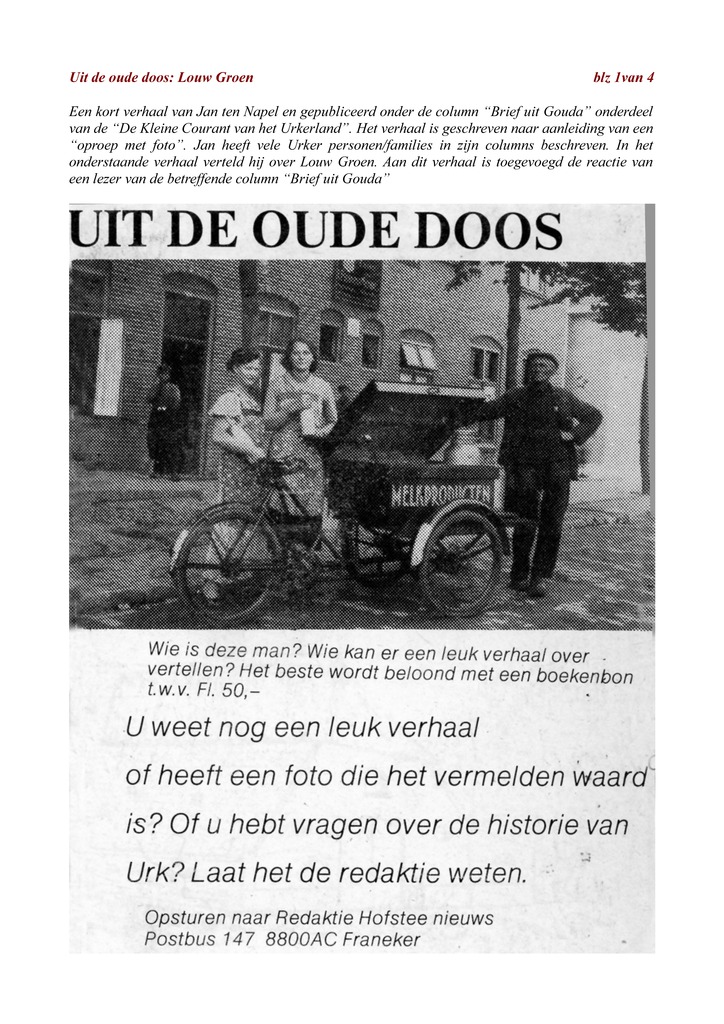 Uit de oude doos: Louw Groen blz 1van 4
Een kort verhaal van Jan ten Napel en gepubliceerd onder de column “Brief uit Gouda” onderdeel
van de “De Kleine Courant van het Urkerland”. Het verhaal is geschreven naar aanleiding van een
“oproep met foto”. Jan heeft vele Urker personen/families in zijn columns beschreven. In het
onderstaande verhaal verteld hij over Louw Groen. Aan dit verhaal is toegevoegd de reactie van
een lezer van de betreffende column “Brief uit Gouda”
UIT DE OUDE DOOS
MELKPRODUCTEN
Wie is deze man? Wie kan er een leuk verhaal over
vertellen? Het beste wordt beloond met een boekenbon
t.w.v. Fl. 50,–
U weet nog een leuk verhaal
of heeft een foto die het vermelden waard
is? Of u hebt vragen over de historie van
Urk? Laat het de redaktie weten.
Opsturen naar Redaktie Hofstee nieuws
Postbus 147 8800AC Franeker